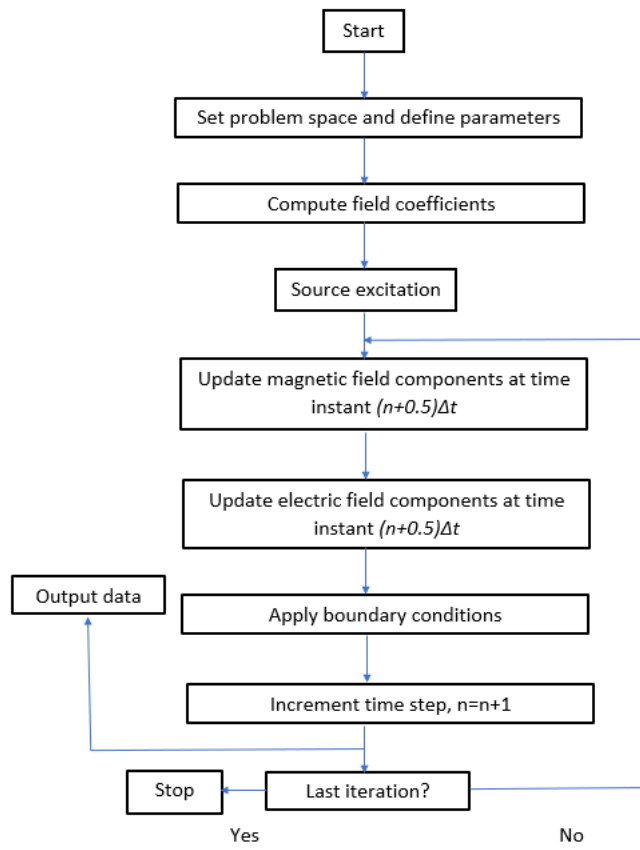 Start
Set problem space and define parameters
Compute field coefficients
Source excitation
Update magnetic field components at time
instant (n+0.5)Δt
Update electric field components at time
instant (n+0.5)Δt
Output data
Apply boundary conditions
Increment time step, n=n+1
Stop
Last iteration?
Yes
No